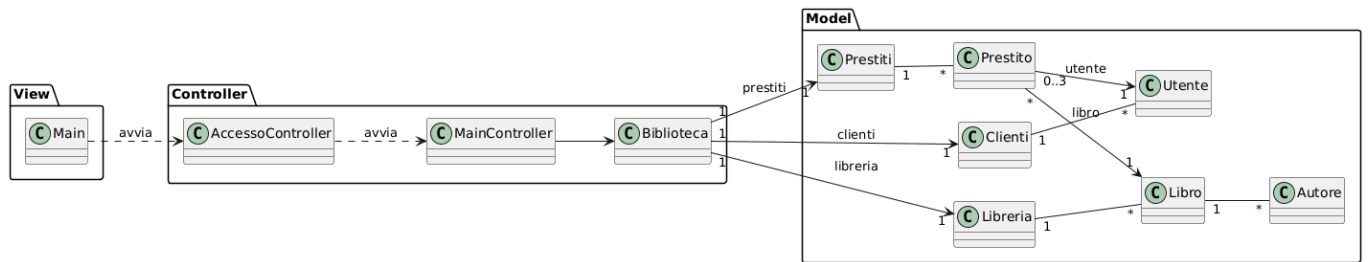 View
C Main
avvia
Controller
C AccessoController
avvia
C MainController
C Biblioteca
1
prestiti
1
1
clienti
1
1
libreria
1
Model
C Prestiti
1
*
C Prestito
0..3
utente
1
C Utente
*
libro
1
C Clienti
1
*
C Libreria
1
*
C Libro
1
*
C Autore